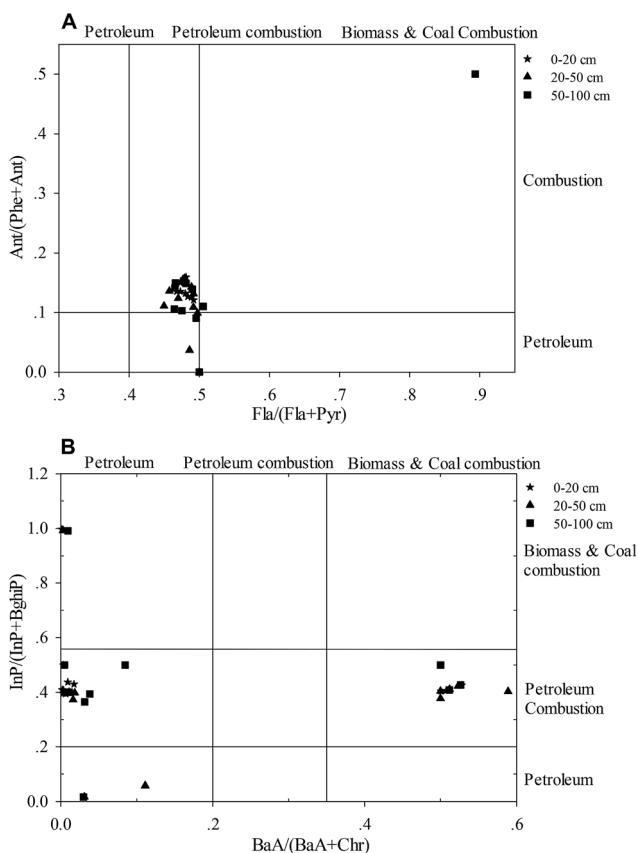 A
Petroleum Petroleum combustion Biomass & Coal Combustion
.5
.4
.3
.2
.1
0.0
Ant/(Phe+Ant)
0-20 cm
20-50 cm
50-100 cm
Combustion
Petroleum
.3 .4 .5 .6 .7 .8 .9
Fla/(Fla+Pyr)
B
Petroleum Petroleum combustion Biomass & Coal combustion
1.2
1.0
.8
.6
.4
0.2
0.0
InP/(InP+BghiP)
0-20 cm
20-50 cm
50-100 cm
Biomass & Coal
combustion
Petroleum
Combustion
Petroleum
0.0 .2 .4 .6
BaA/(BaA+Chr)